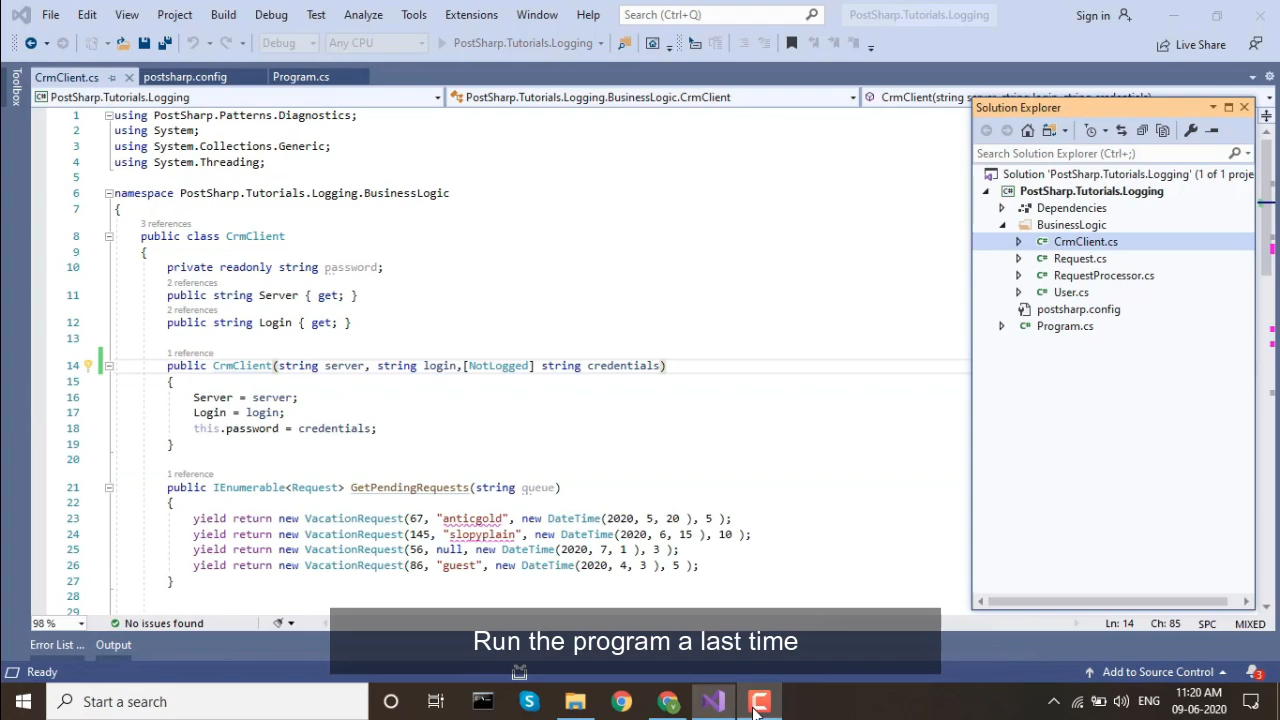 File Edit View Project Build Debug Test Analyze Tools Extensions Window Help Search (Ctrl+Q) PostSharp.Tutorials.Logging Sign in
Debug Any CPU PostSharp.Tutorials.Logging Live Share
CrmClient.cs postsharp.config Program.cs
PostSharp.Tutorials.Logging PostSharp.Tutorials.Logging.BusinessLogic.CrmClient CrmClient(string server, string login, string credentials)
Toolbox
1 using PostSharp.Patterns.Diagnostics;
2 using System;
3 using System.Collections.Generic;
4 using System.Threading;
5
6 namespace PostSharp.Tutorials.Logging.BusinessLogic
7 {
3 references
8 public class CrmClient
9 {
10 private readonly string password;
2 references
11 public string Server { get; }
2 references
12 public string Login { get; }
13
1 reference
14 public CrmClient(string server, string login,[NotLogged] string credentials)
15 {
16 Server = server;
17 Login = login;
18 this.password = credentials;
19 }
20
1 reference
21 public IEnumerable<Request> GetPendingRequests(string queue)
22 {
23 yield return new VacationRequest(67, "anticgold", new DateTime(2020, 5, 20 ), 5 );
24 yield return new VacationRequest(145, "slopyplain", new DateTime(2020, 6, 15 ), 10 );
25 yield return new VacationRequest(56, null, new DateTime(2020, 7, 1 ), 3 );
26 yield return new VacationRequest(86, "guest", new DateTime(2020, 4, 3 ), 5 );
27 }
28
29
Solution Explorer
Search Solution Explorer (Ctrl+;)
Solution 'PostSharp.Tutorials.Logging' (1 of 1 proje
PostSharp.Tutorials.Logging
Dependencies
BusinessLogic
CrmClient.cs
Request.cs
RequestProcessor.cs
User.cs
postsharp.config
Program.cs
98 % No issues found Ln: 14 Ch: 85 SPC MIXED
Error List ... Output
Run the program a last time
Ready Add to Source Control 3
Start a search ENG 11:20 AM
09-06-2020